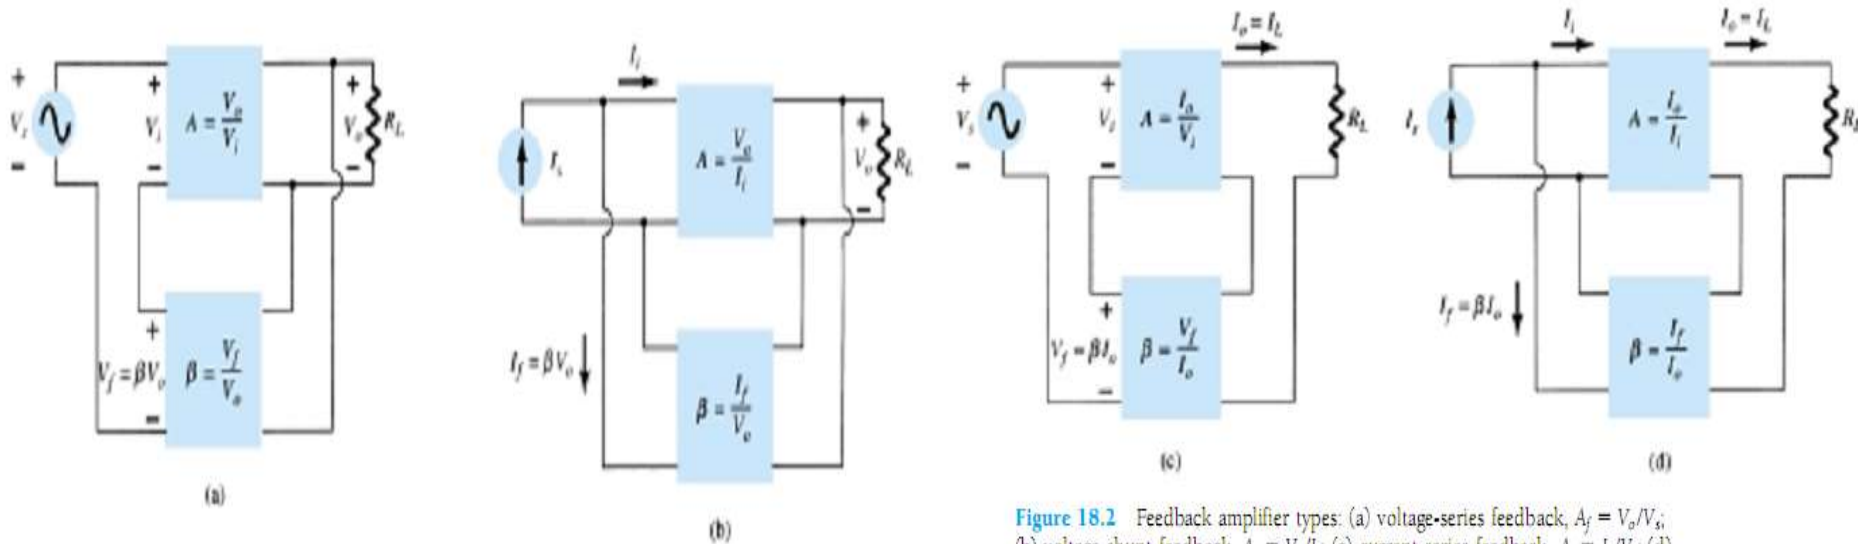 +
V_s
−
+
V_i
−
A = V_o/V_i
+
V_o
−
R_L
+
V_f = βV_o
−
β = V_f/V_o
(a)
I_i
I_s
A = V_o/I_i
+
V_o
−
R_L
I_f = βV_o
β = I_f/V_o
(b)
I_o = I_L
+
V_s
−
+
V_i
−
A = I_o/V_i
R_L
+
V_f = βI_o
−
β = V_f/I_o
(c)
I_i
I_o = I_L
I_s
A = I_o/I_i
I_f = βI_o
β = I_f/I_o
(d)
Figure 18.2 Feedback amplifier types: (a) voltage-series feedback, A_f = V_o/V_s;